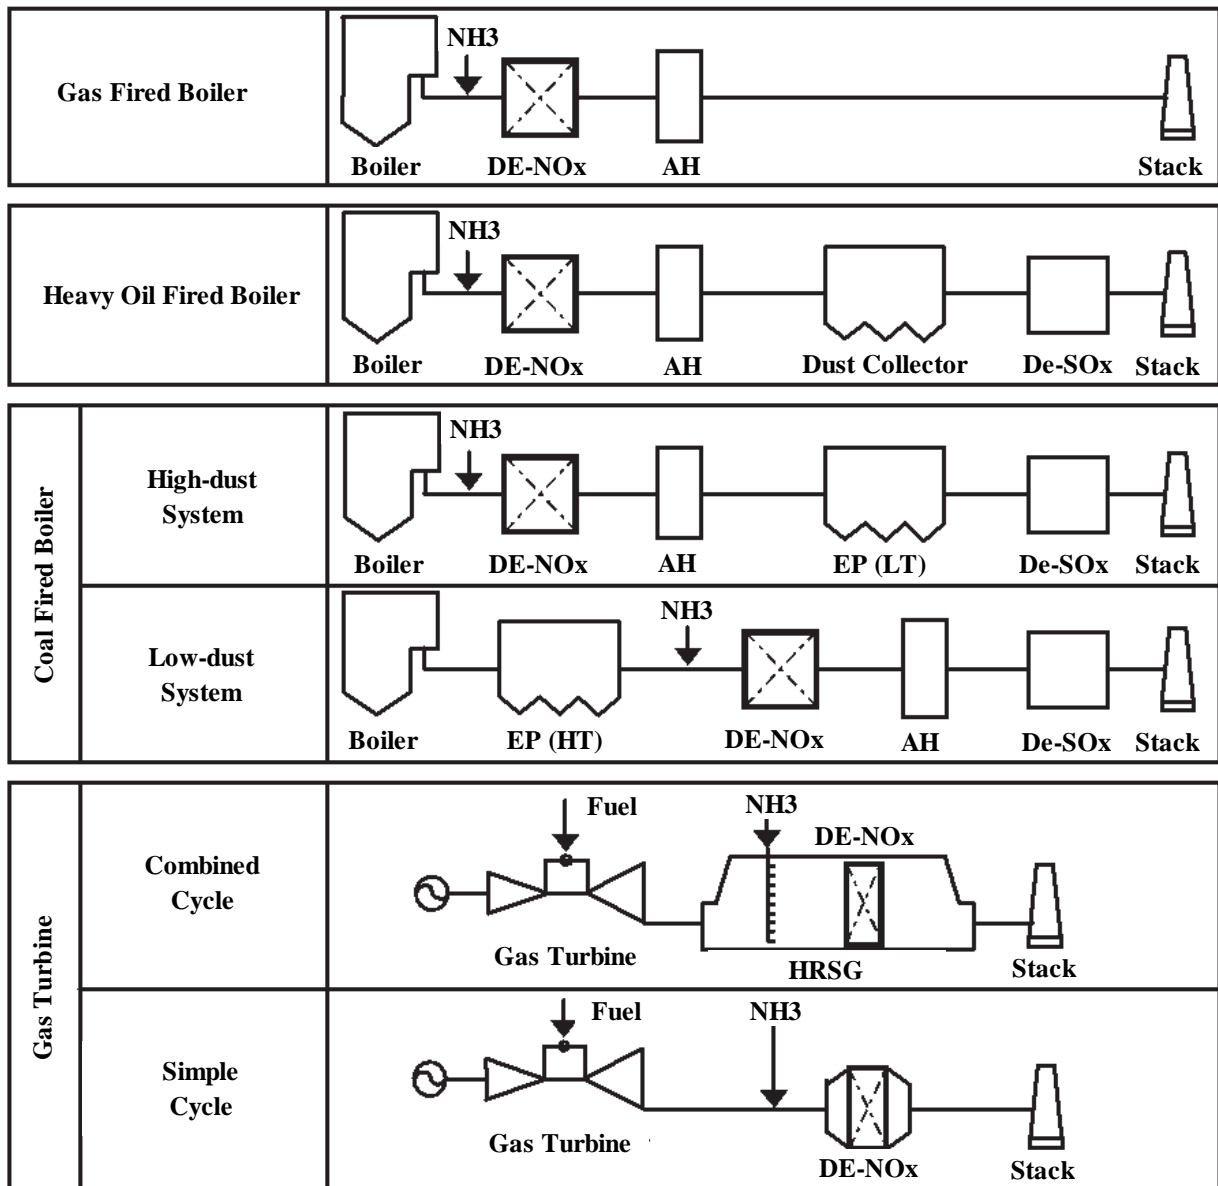 Gas Fired Boiler
NH3
Boiler
DE-NOx
AH
Stack
Heavy Oil Fired Boiler
NH3
Boiler
DE-NOx
AH
Dust Collector
De-SOx
Stack
Coal Fired Boiler
High-dust
System
NH3
Boiler
DE-NOx
AH
EP (LT)
De-SOx
Stack
Low-dust
System
NH3
Boiler
EP (HT)
DE-NOx
AH
De-SOx
Stack
Gas Turbine
Combined
Cycle
Fuel
NH3
DE-NOx
Gas Turbine
HRSG
Stack
Simple
Cycle
Fuel
NH3
Gas Turbine
DE-NOx
Stack